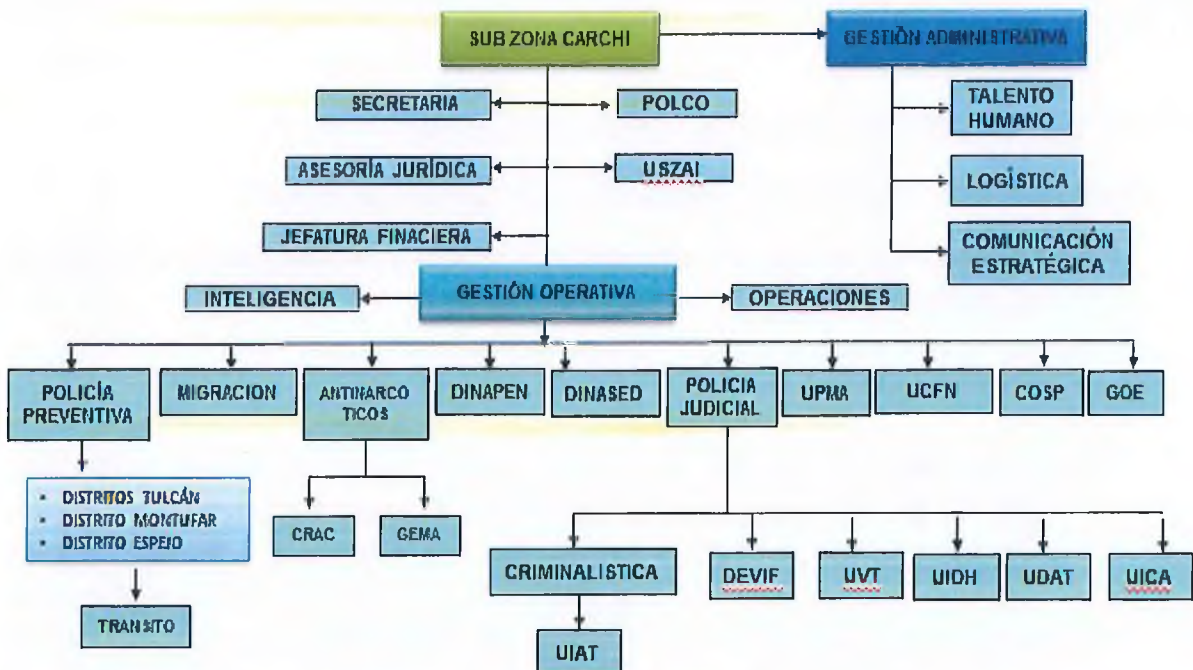 SUB ZONA CARCHI
GESTIÓN ADMINISTRATIVA
SECRETARIA
POLCO
TALENTO
HUMANO
ASESORÍA JURÍDICA
USZAI
LOGÍSTICA
JEFATURA FINACIERA
COMUNICACIÓN
ESTRATÉGICA
INTELIGENCIA
GESTIÓN OPERATIVA
OPERACIONES
POLICÍA
PREVENTIVA
MIGRACION
ANTINARCO
TICOS
DINAPEN
DINASED
POLICIA
JUDICIAL
UPMA
UCFN
COSP
GOE
• DISTRITOS TULCÁN
• DISTRITO MONTUFAR
• DISTRITO ESPEJO
CRAC
GEMA
CRIMINALISTICA
DEVIF
UVT
UIDH
UDAT
UICA
TRANSITO
UIAT